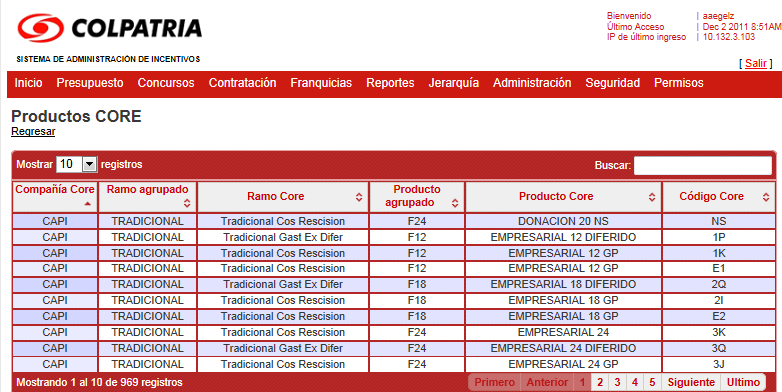 COLPATRIA
Bienvenido | aaegelz
Último Acceso | Dec 2 2011 8:51AM
IP de último ingreso | 10.132.3.103
SISTEMA DE ADMINISTRACIÓN DE INCENTIVOS
[ Salir ]
Inicio Presupuesto Concursos Contratación Franquicias Reportes Jerarquía Administración Seguridad Permisos
Productos CORE
Regresar
Mostrar 10 registros Buscar:
Compañía Core Ramo agrupado Ramo Core Producto agrupado Producto Core Código Core
CAPI TRADICIONAL Tradicional Cos Rescision F24 DONACION 20 NS NS
CAPI TRADICIONAL Tradicional Gast Ex Difer F12 EMPRESARIAL 12 DIFERIDO 1P
CAPI TRADICIONAL Tradicional Cos Rescision F12 EMPRESARIAL 12 GP 1K
CAPI TRADICIONAL Tradicional Cos Rescision F12 EMPRESARIAL 12 GP E1
CAPI TRADICIONAL Tradicional Gast Ex Difer F18 EMPRESARIAL 18 DIFERIDO 2Q
CAPI TRADICIONAL Tradicional Cos Rescision F18 EMPRESARIAL 18 GP 2I
CAPI TRADICIONAL Tradicional Cos Rescision F18 EMPRESARIAL 18 GP E2
CAPI TRADICIONAL Tradicional Cos Rescision F24 EMPRESARIAL 24 3K
CAPI TRADICIONAL Tradicional Gast Ex Difer F24 EMPRESARIAL 24 DIFERIDO 3Q
CAPI TRADICIONAL Tradicional Cos Rescision F24 EMPRESARIAL 24 GP 3J
Mostrando 1 al 10 de 969 registros Primero Anterior 1 2 3 4 5 Siguiente Ultimo